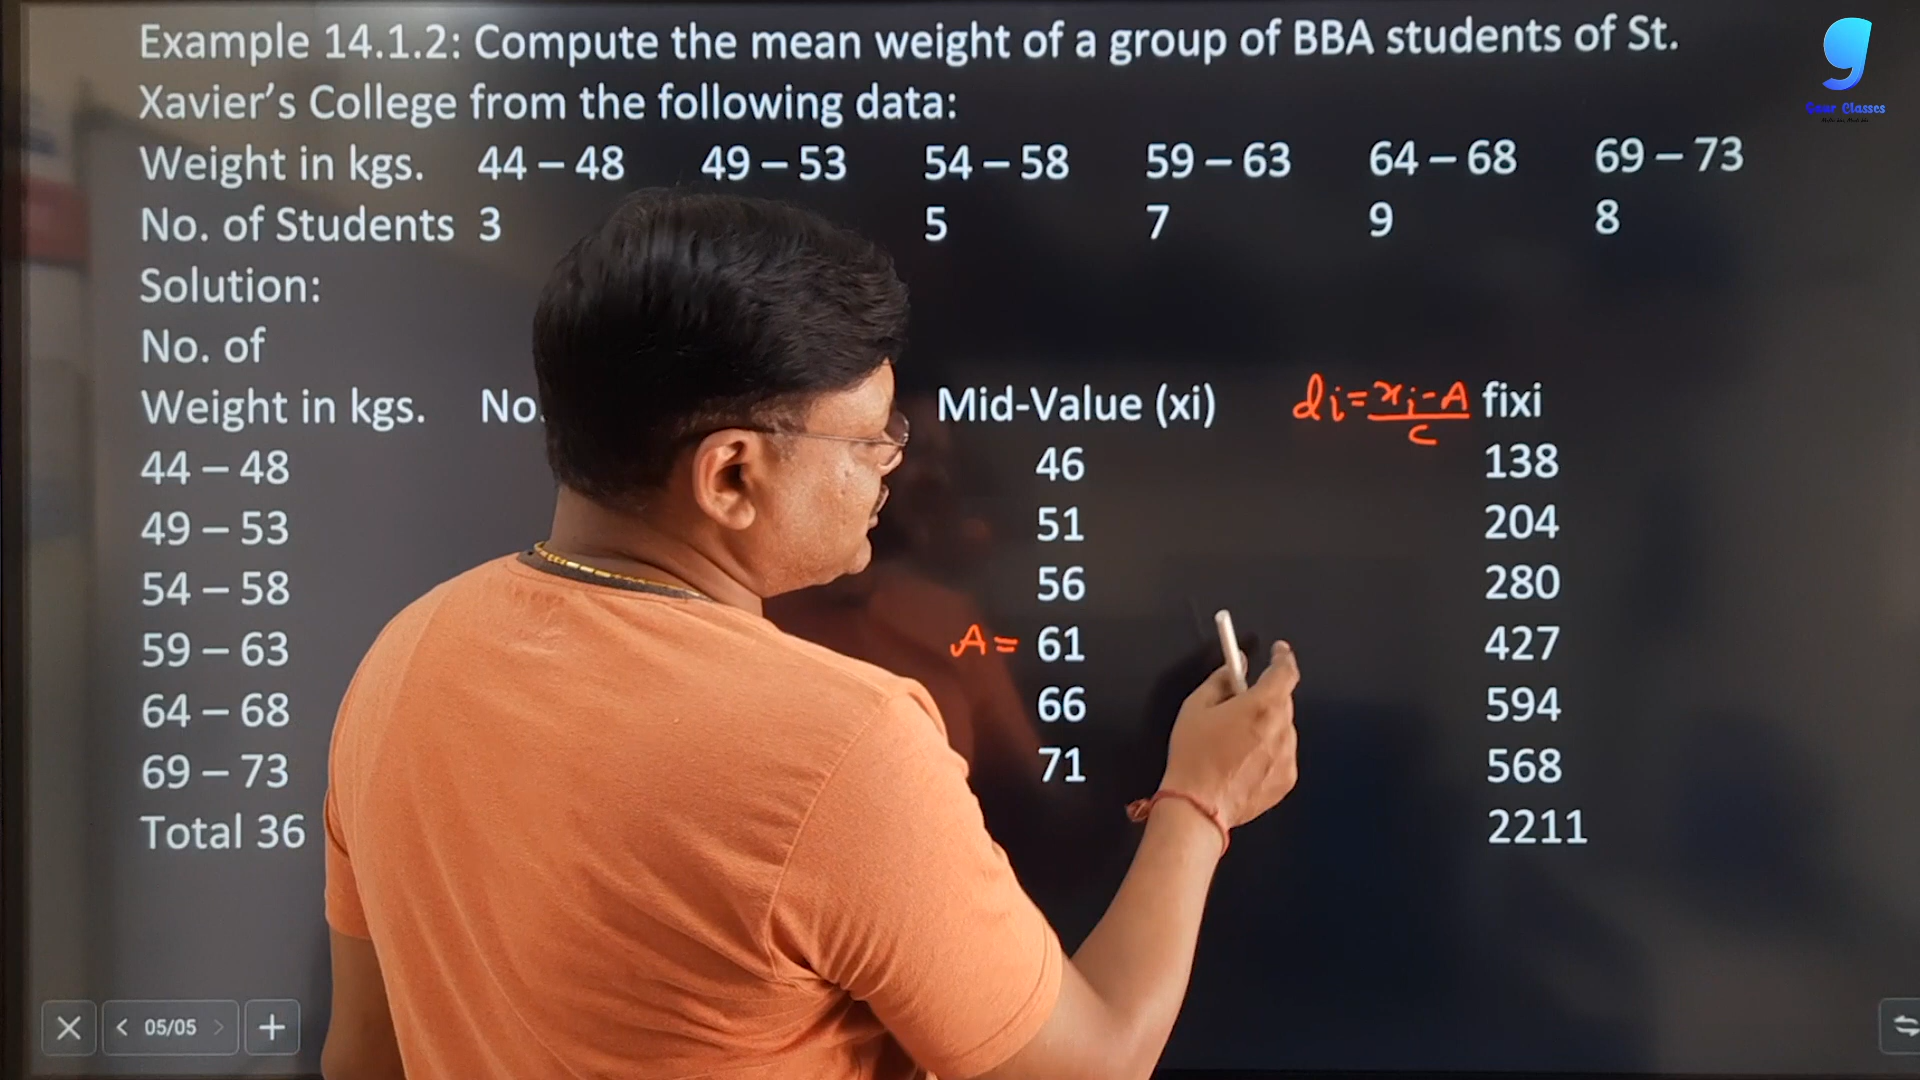 Example 14.1.2: Compute the mean weight of a group of BBA students of St.
Xavier’s College from the following data:
Weight in kgs. 44 – 48 49 – 53 54 – 58 59 – 63 64 – 68 69 – 73
No. of Students 3 5 7 9 8
Solution:
No. of
Weight in kgs. No. Mid-Value (xi) di = xi - A / c fixi
44 – 48 46 138
49 – 53 51 204
54 – 58 56 280
59 – 63 A = 61 427
64 – 68 66 594
69 – 73 71 568
Total 36 2211
05/05
Classes